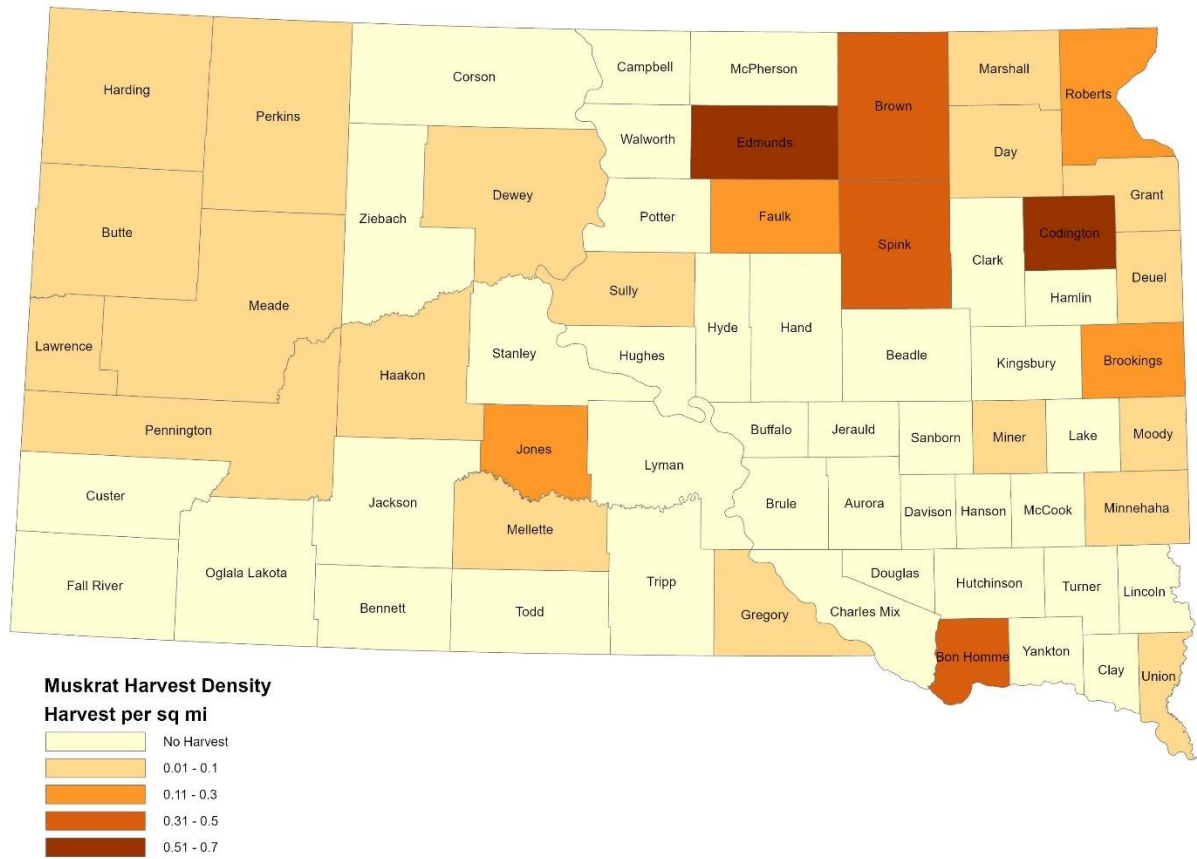 Harding
Perkins
Corson
Campbell
McPherson
Brown
Marshall
Roberts
Walworth
Edmunds
Day
Dewey
Grant
Butte
Ziebach
Potter
Faulk
Spink
Codington
Clark
Deuel
Meade
Sully
Hamlin
Lawrence
Stanley
Hughes
Hyde
Hand
Beadle
Kingsbury
Brookings
Haakon
Pennington
Jones
Lyman
Buffalo
Jerauld
Sanborn
Miner
Lake
Moody
Custer
Jackson
Mellette
Brule
Aurora
Davison
Hanson
McCook
Minnehaha
Fall River
Oglala Lakota
Bennett
Todd
Tripp
Gregory
Charles Mix
Douglas
Hutchinson
Turner
Lincoln
Bon Homme
Yankton
Clay
Union
Muskrat Harvest Density
Harvest per sq mi
No Harvest
0.01 - 0.1
0.11 - 0.3
0.31 - 0.5
0.51 - 0.7